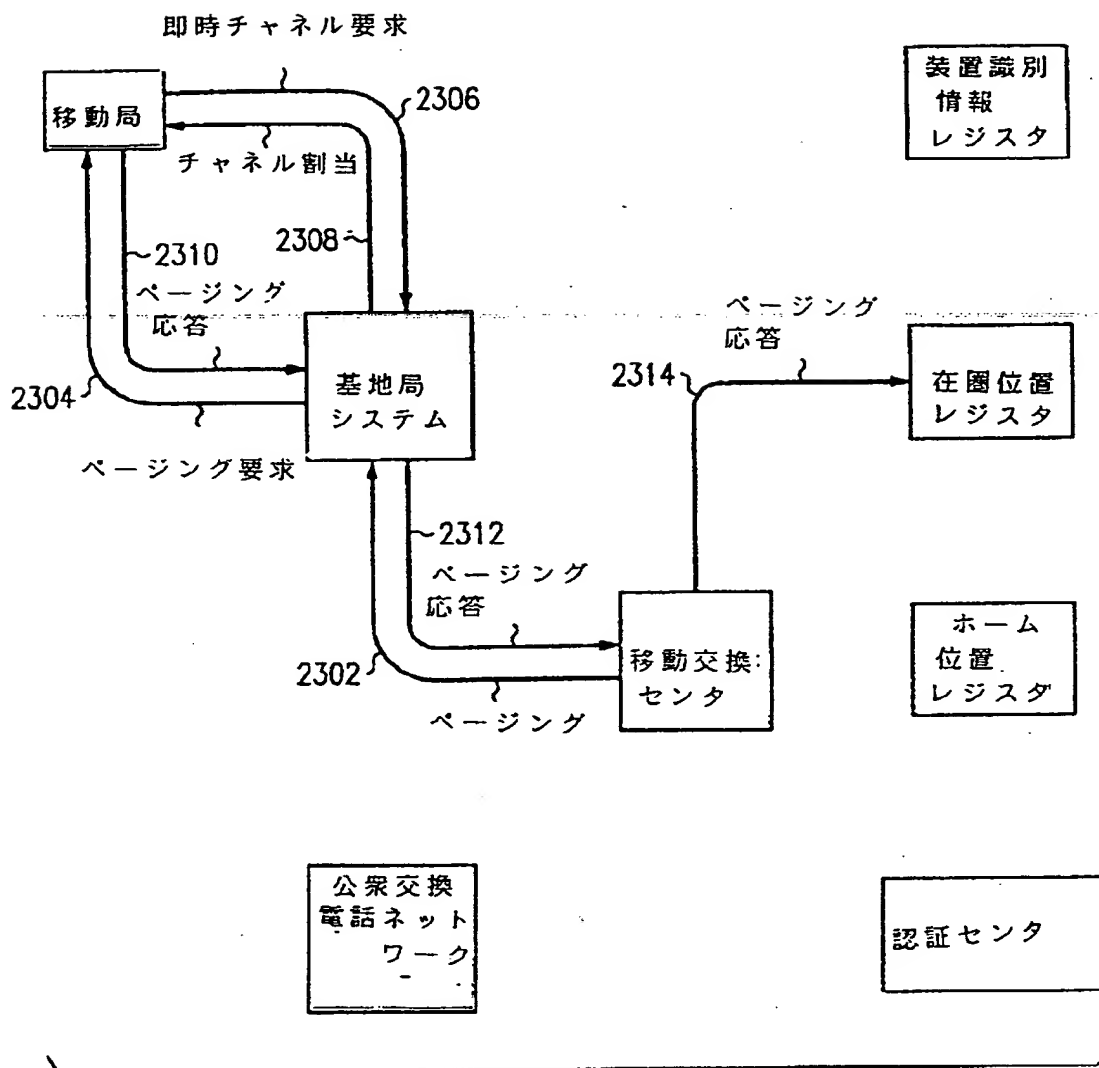 即時チャネル要求
移動局
2306
装置識別
情報
レジスタ
チャネル割当
2310
2308
ページング
応答
2304
基地局
システム
ページング要求
ページング
応答
2314
在圏位置
レジスタ
2312
ページング
応答
2302
移動交換
センタ
ページング
ホーム
位置
レジスタ
公衆交換
電話ネット
ワーク
認証センタ